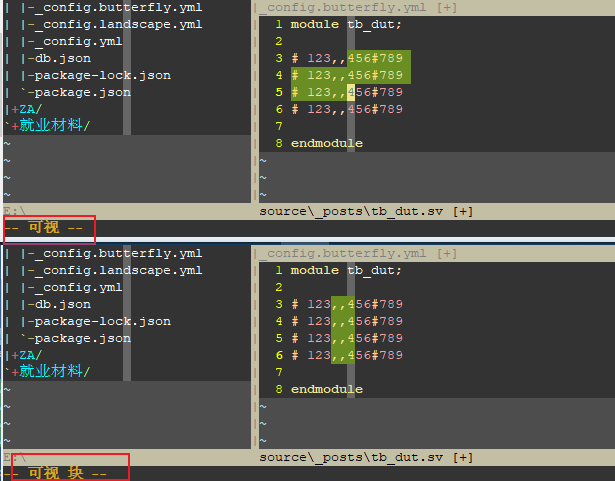 | |-_config.butterfly.yml
| |-_config.landscape.yml
| |-_config.yml
| |-db.json
| |-package-lock.json
| `-package.json
|+ZA/
`+就业材料/
~
~
~
~
E:\
_config.butterfly.yml [+]
1 module tb_dut;
2
3 # 123,,456#789
4 # 123,,456#789
5 # 123,,456#789
6 # 123,,456#789
7
8 endmodule
~
~
~
source\_posts\tb_dut.sv [+]
-- 可视 --
| |-_config.butterfly.yml
| |-_config.landscape.yml
| |-_config.yml
| |-db.json
| |-package-lock.json
| `-package.json
|+ZA/
`+就业材料/
~
~
~
~
E:\
_config.butterfly.yml [+]
1 module tb_dut;
2
3 # 123,,456#789
4 # 123,,456#789
5 # 123,,456#789
6 # 123,,456#789
7
8 endmodule
~
~
~
source\_posts\tb_dut.sv [+]
-- 可视 块 --